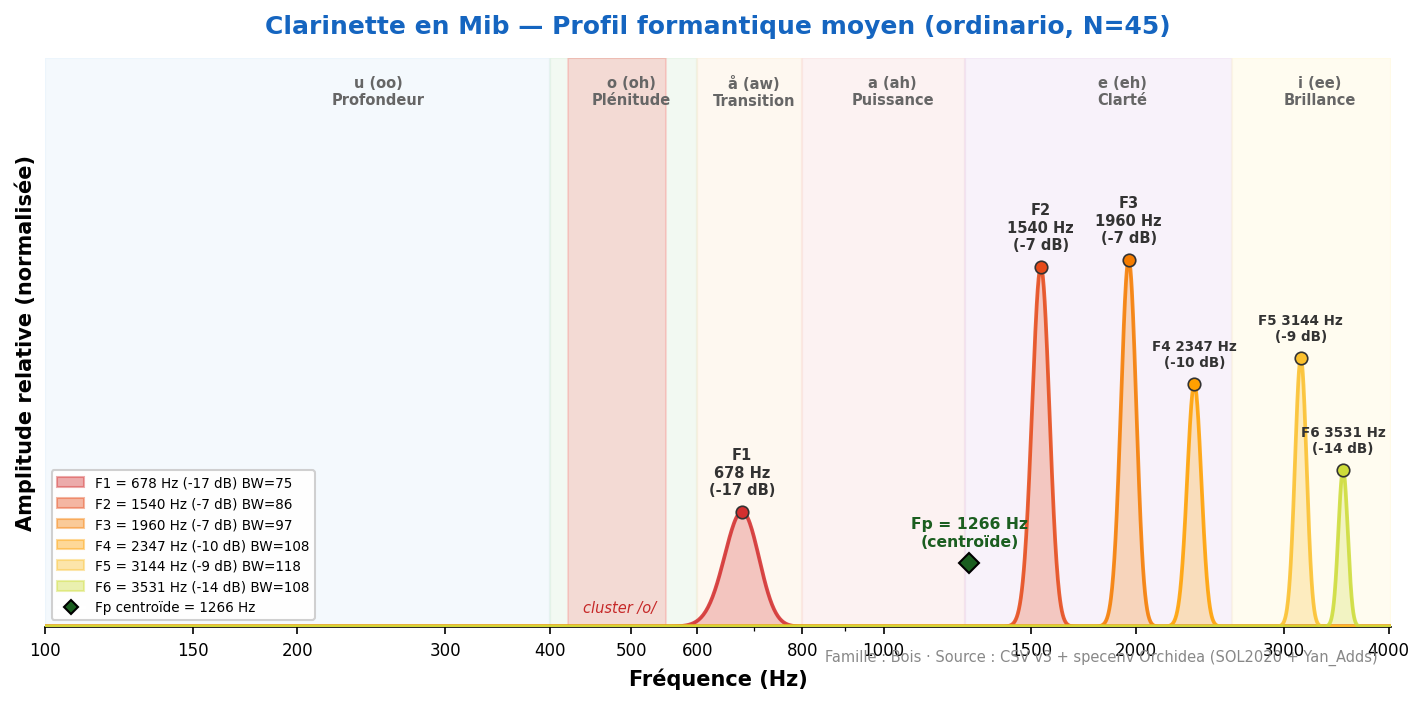 Clarinette en Mib — Profil formantique moyen (ordinario, N=45)
u (oo)
Profondeur
o (oh)
Plénitude
å (aw)
Transition
a (ah)
Puissance
e (eh)
Clarté
i (ee)
Brillance
Amplitude relative (normalisée)
F1
678 Hz
(-17 dB)
F2
1540 Hz
(-7 dB)
F3
1960 Hz
(-7 dB)
F4 2347 Hz
(-10 dB)
F5 3144 Hz
(-9 dB)
F6 3531 Hz
(-14 dB)
Fp = 1266 Hz
(centroïde)
cluster /o/
F1 = 678 Hz (-17 dB) BW=75
F2 = 1540 Hz (-7 dB) BW=86
F3 = 1960 Hz (-7 dB) BW=97
F4 = 2347 Hz (-10 dB) BW=108
F5 = 3144 Hz (-9 dB) BW=118
F6 = 3531 Hz (-14 dB) BW=108
Fp centroïde = 1266 Hz
100 150 200 300 400 500 600 800 1000 1500 2000 3000 4000
Famille : Bois · Source : CSV v3 + specenv Orchidea (SOL2020 + Yan_Adds)
Fréquence (Hz)